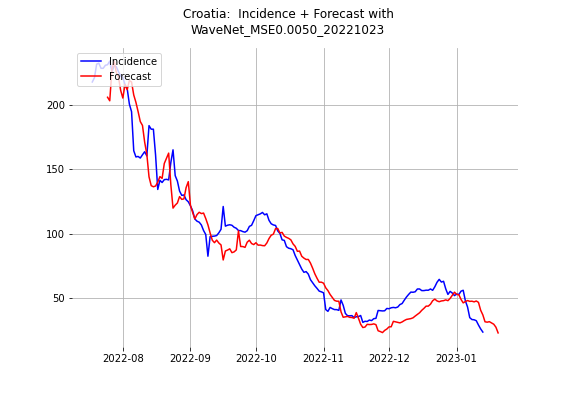 Croatia:  Incidence + Forecast with
WaveNet_MSE0.0050_20221023
Incidence
Forecast
200
150
100
50
2022-08
2022-09
2022-10
2022-11
2022-12
2023-01